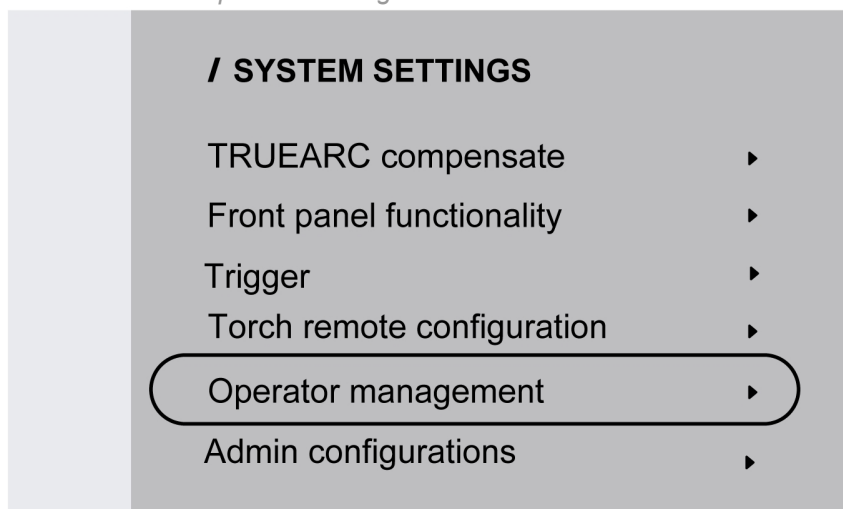 / SYSTEM SETTINGS
TRUEARC compensate
Front panel functionality
Trigger
Torch remote configuration
Operator management
Admin configurations